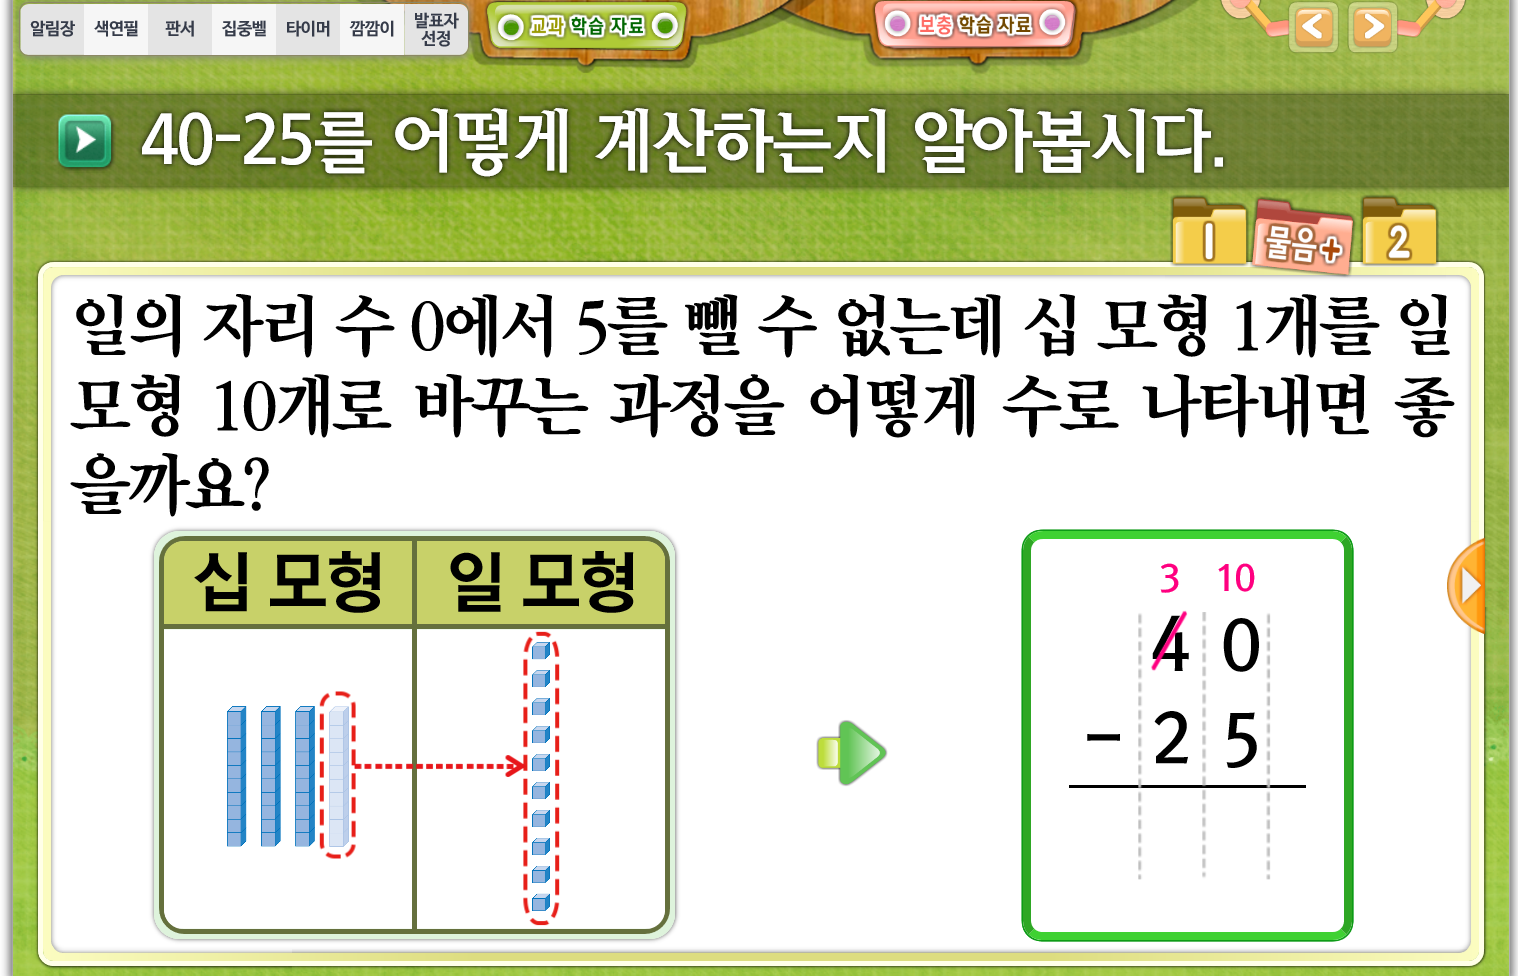 알림장 색연필 판서 집중벨 타이머 깜깜이 발표자 선정
교과 학습 자료
보충 학습 자료
40-25를 어떻게 계산하는지 알아봅시다.
1 물음+ 2
일의 자리 수 0에서 5를 뺄 수 없는데 십 모형 1개를 일
모형 10개로 바꾸는 과정을 어떻게 수로 나타내면 좋
을까요?
십 모형 일 모형
3 10
4 0
- 2 5